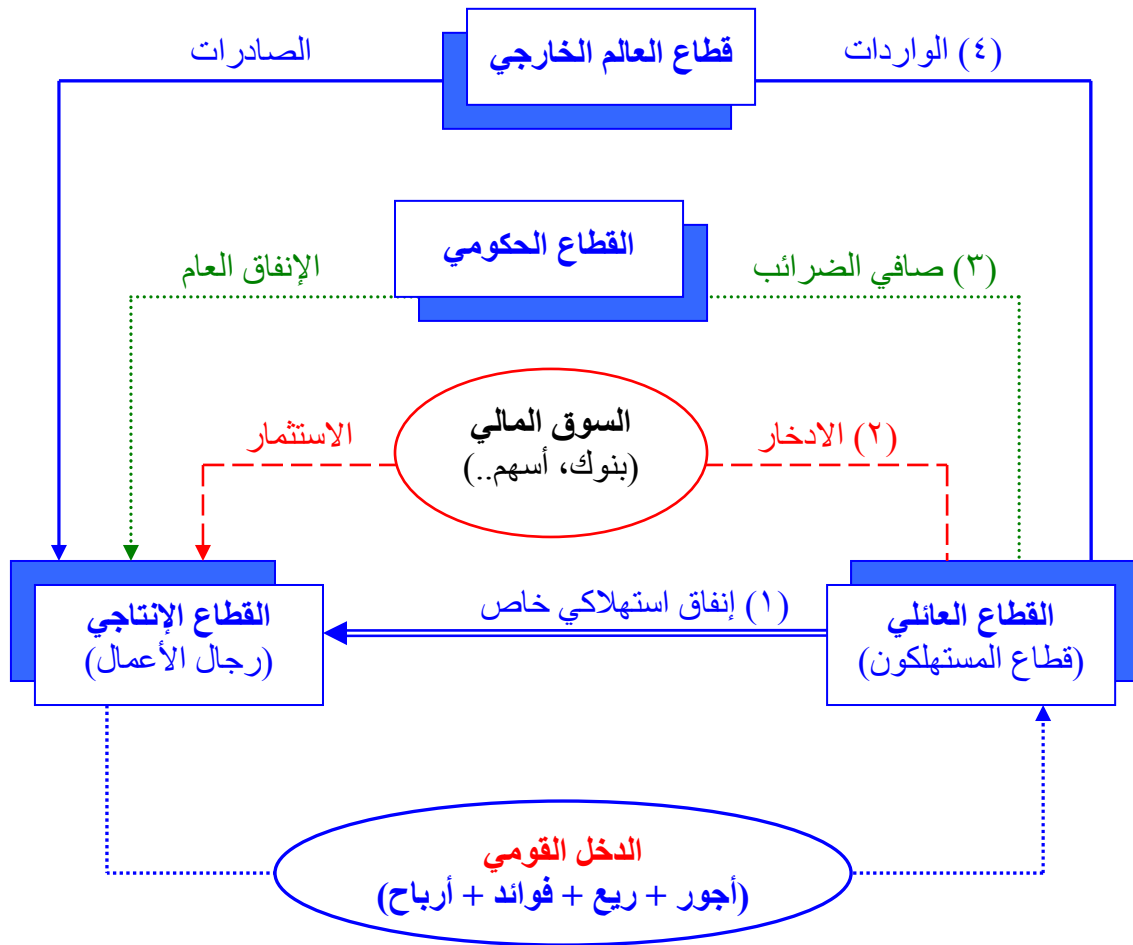 قطاع العالم الخارجي
(٤) الواردات
الصادرات
القطاع الحكومي
(٣) صافي الضرائب
الإنفاق العام
السوق المالي
(بنوك، أسهم..)
(٢) الادخار
الاستثمار
القطاع العائلي
(قطاع المستهلكون)
(١) إنفاق استهلاكي خاص
القطاع الإنتاجي
(رجال الأعمال)
الدخل القومي
(أجور + ريع + فوائد + أرباح)